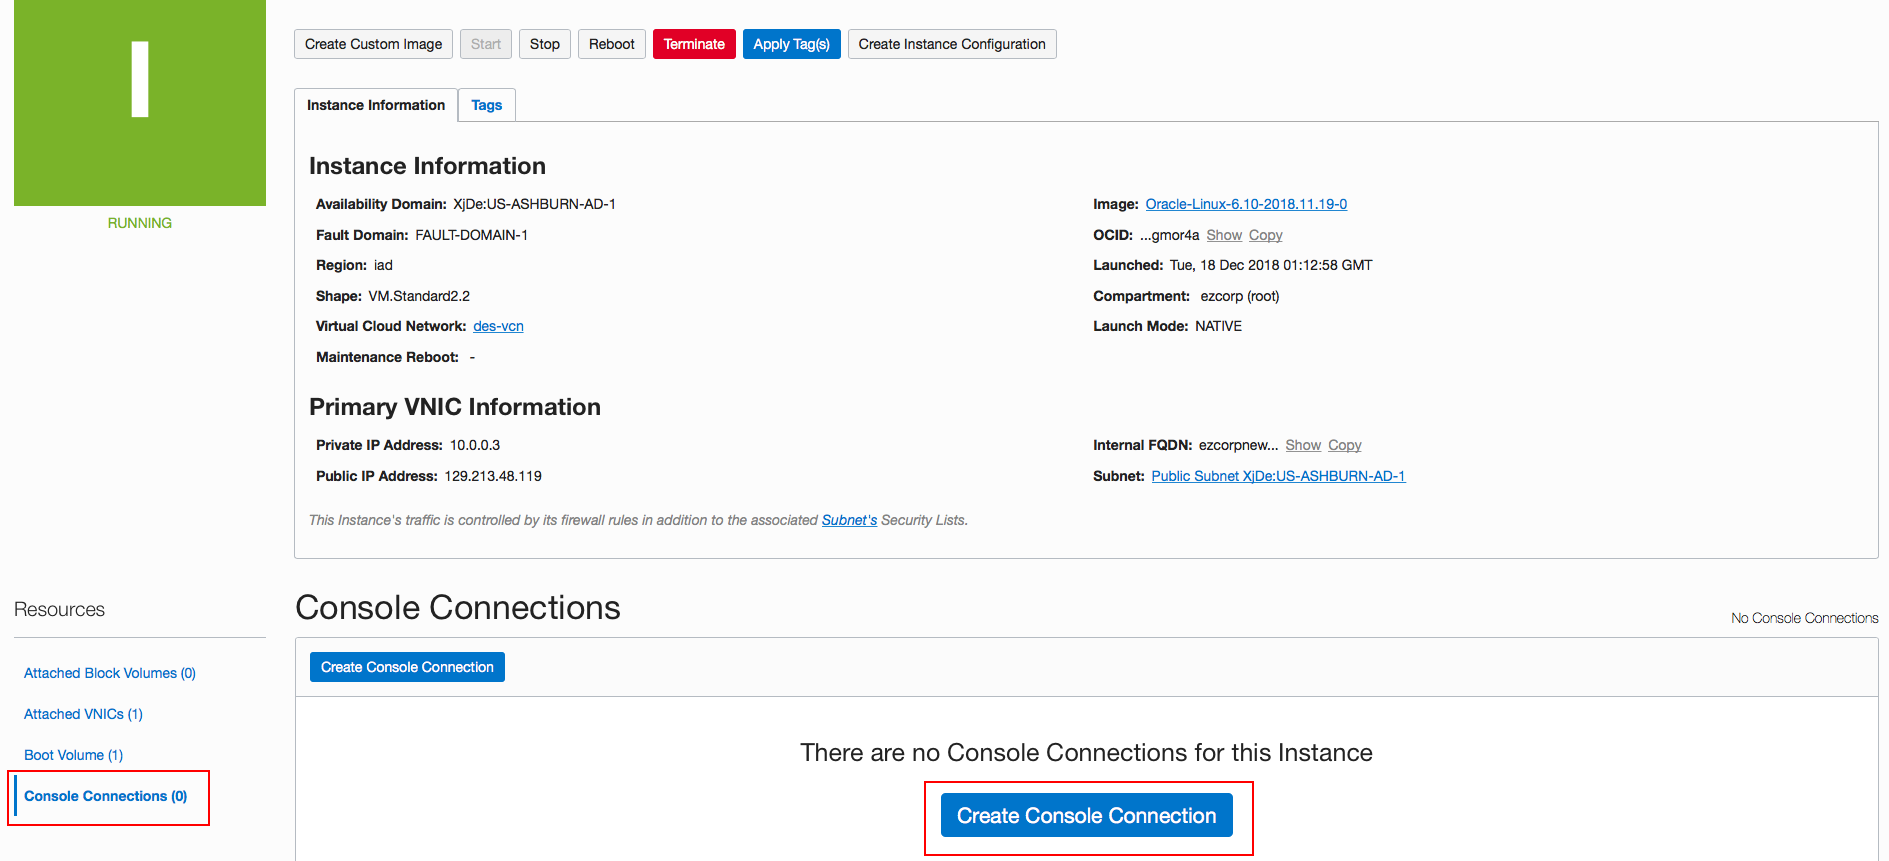 I
RUNNING
Create Custom Image Start Stop Reboot Terminate Apply Tag(s) Create Instance Configuration
Instance Information Tags
Instance Information
Availability Domain: XjDe:US-ASHBURN-AD-1
Fault Domain: FAULT-DOMAIN-1
Region: iad
Shape: VM.Standard2.2
Virtual Cloud Network: des-vcn
Maintenance Reboot: -
Image: Oracle-Linux-6.10-2018.11.19-0
OCID: ...gmor4a Show Copy
Launched: Tue, 18 Dec 2018 01:12:58 GMT
Compartment: ezcorp (root)
Launch Mode: NATIVE
Primary VNIC Information
Private IP Address: 10.0.0.3
Public IP Address: 129.213.48.119
Internal FQDN: ezcorpnew... Show Copy
Subnet: Public Subnet XjDe:US-ASHBURN-AD-1
This Instance's traffic is controlled by its firewall rules in addition to the associated Subnet's Security Lists.
Resources
Attached Block Volumes (0)
Attached VNICs (1)
Boot Volume (1)
Console Connections (0)
Console Connections
No Console Connections
Create Console Connection
There are no Console Connections for this Instance
Create Console Connection